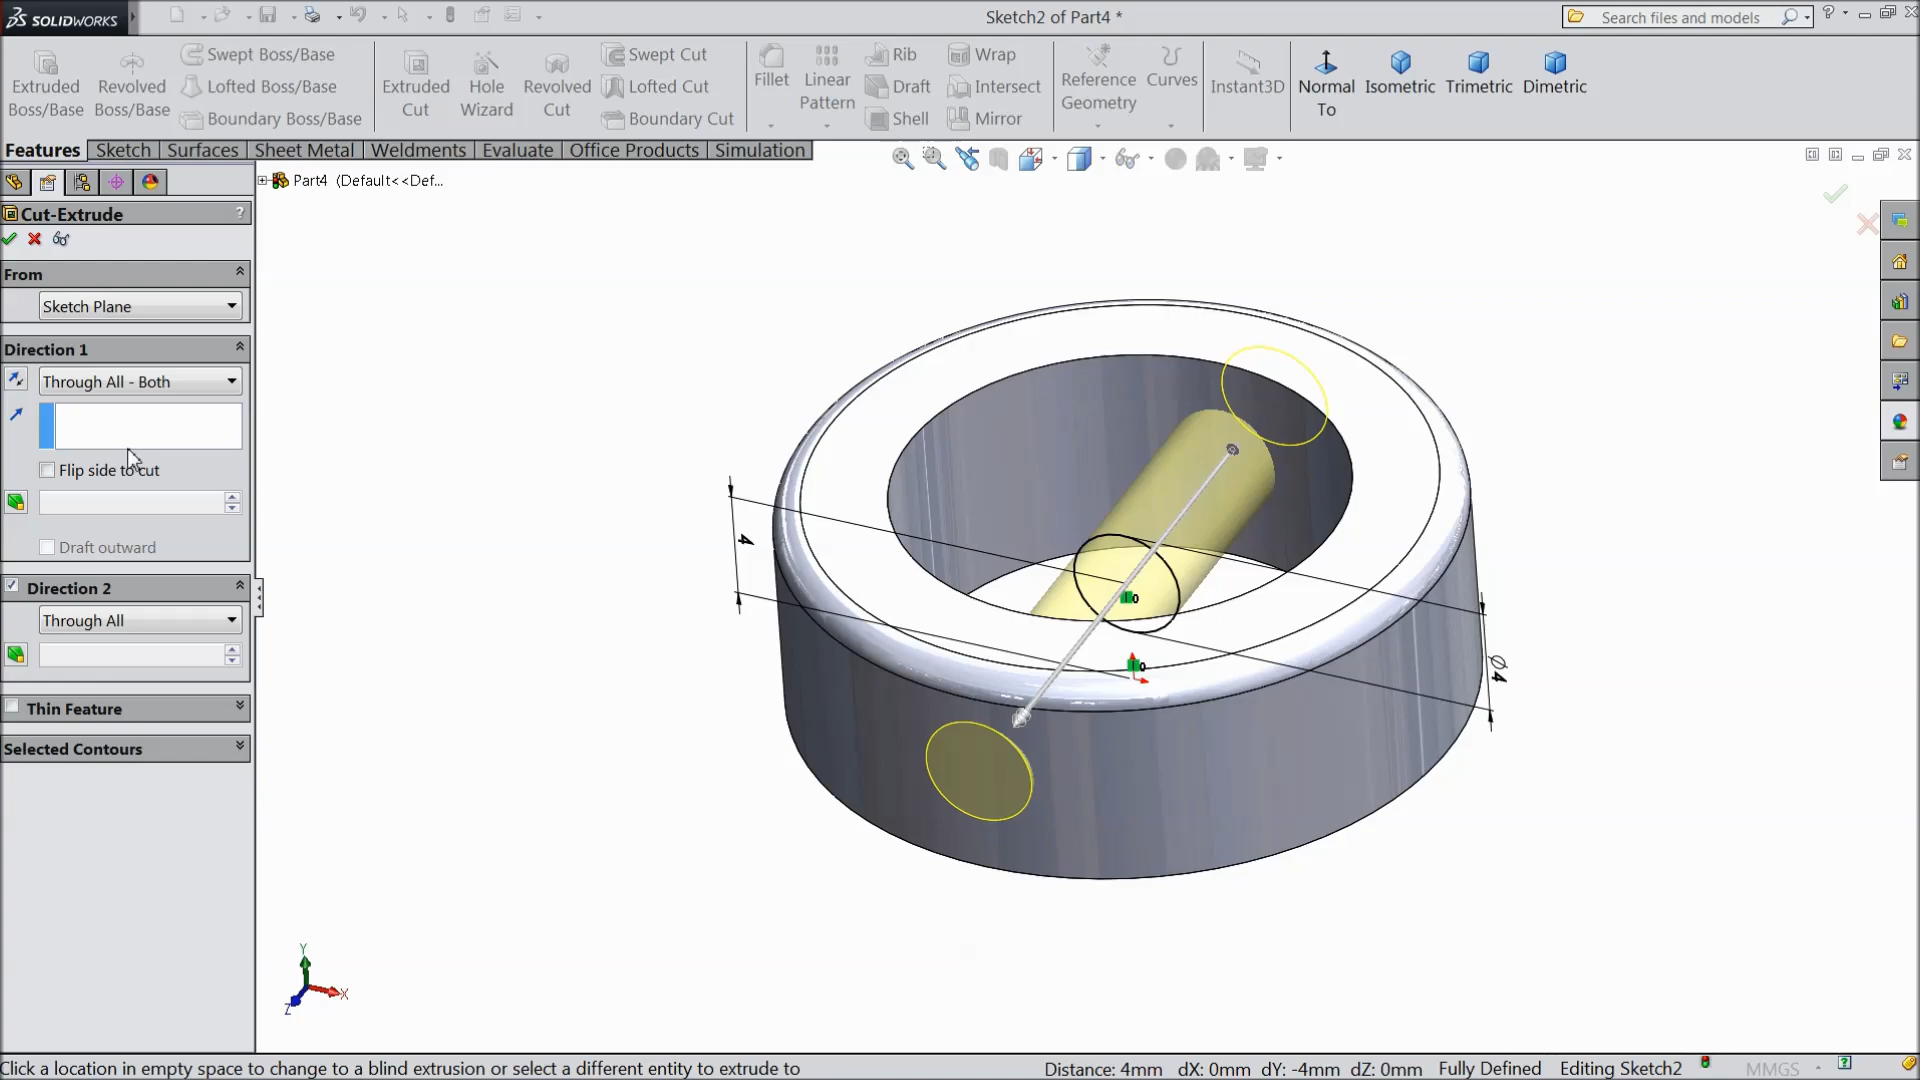 SOLIDWORKS
Sketch2 of Part4 *
Search files and models
Extruded Boss/Base
Revolved Boss/Base
Swept Boss/Base
Lofted Boss/Base
Boundary Boss/Base
Extruded Cut
Hole Wizard
Revolved Cut
Swept Cut
Lofted Cut
Boundary Cut
Fillet
Linear Pattern
Rib
Draft
Shell
Wrap
Intersect
Mirror
Reference Geometry
Curves
Instant3D
Normal To
Isometric
Trimetric
Dimetric
Features
Sketch
Surfaces
Sheet Metal
Weldments
Evaluate
Office Products
Simulation
Part4 (Default<<Def...
Cut-Extrude
?
From
Sketch Plane
Direction 1
Through All - Both
Flip side to cut
Draft outward
Direction 2
Through All
Thin Feature
Selected Contours
4
0
0
Ø4
Y
X
Z
Click a location in empty space to change to a blind extrusion or select a different entity to extrude to
Distance: 4mm dX: 0mm dY: -4mm dZ: 0mm Fully Defined Editing Sketch2 MMGS